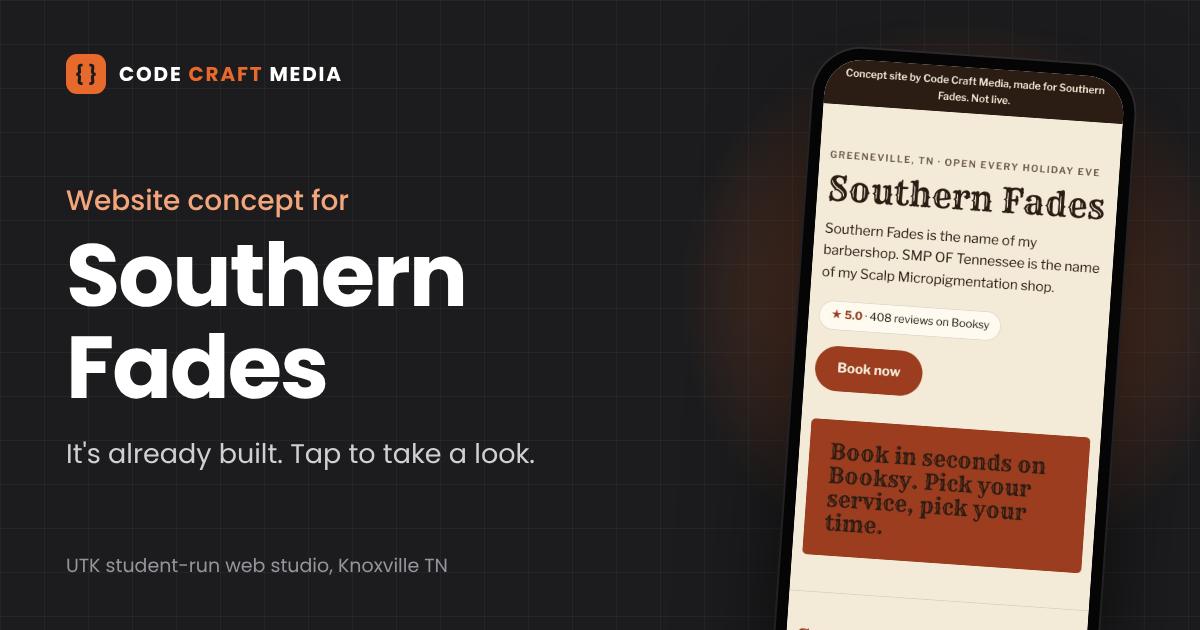 { }
CODE CRAFT MEDIA
Website concept for
Southern
Fades
It's already built. Tap to take a look.
UTK student-run web studio, Knoxville TN
Concept site by Code Craft Media, made for Southern
Fades. Not live.
GREENEVILLE, TN · OPEN EVERY HOLIDAY EVE
Southern Fades
Southern Fades is the name of my
barbershop. SMP OF Tennessee is the name
of my Scalp Micropigmentation shop.
★ 5.0 · 408 reviews on Booksy
Book now
Book in seconds on
Booksy. Pick your
service, pick your
time.